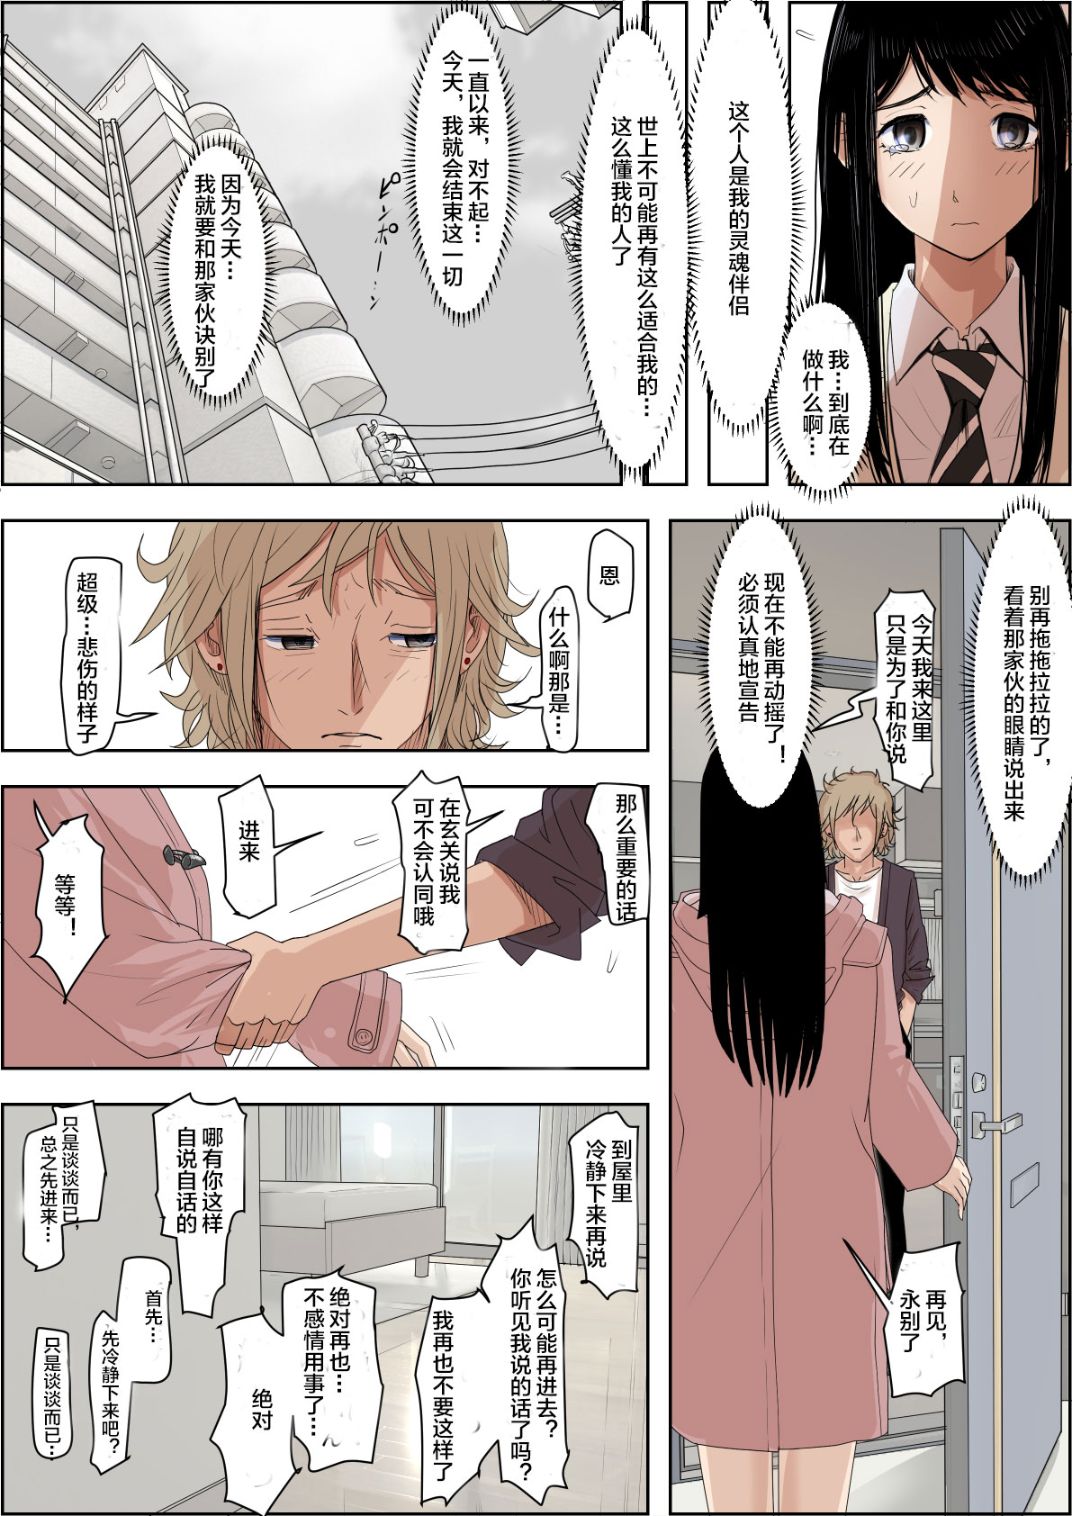 我…到底在
做什么啊…
这个人是我的灵魂伴侣
世上不可能再有这么适合我的…
这么懂我的人了
一直以来，对不起…
今天，我就会结束这一切
ピンポーン
因为今天…
我就要和那家伙诀别了
别再拖拖拉拉的了，
看着那家伙的眼睛说出来
今天我来这里
只是为了和你说
现在不能再动摇了！
必须认真地宣告
再见，
永别了
恩
什么啊那是…
超级…悲伤的样子
那么重要的话
在玄关说我
可不会认同哦
进来
等等！
到屋里
冷静下来再说
怎么可能再进去？
你听见我说的话了吗？
我再也不要这样了
绝对再也…
不感情用事了…
绝对
哪有你这样
自说自话的
首先…
先冷静下来吧？
只是谈谈而已，
总之先进来…
只是谈谈而已…